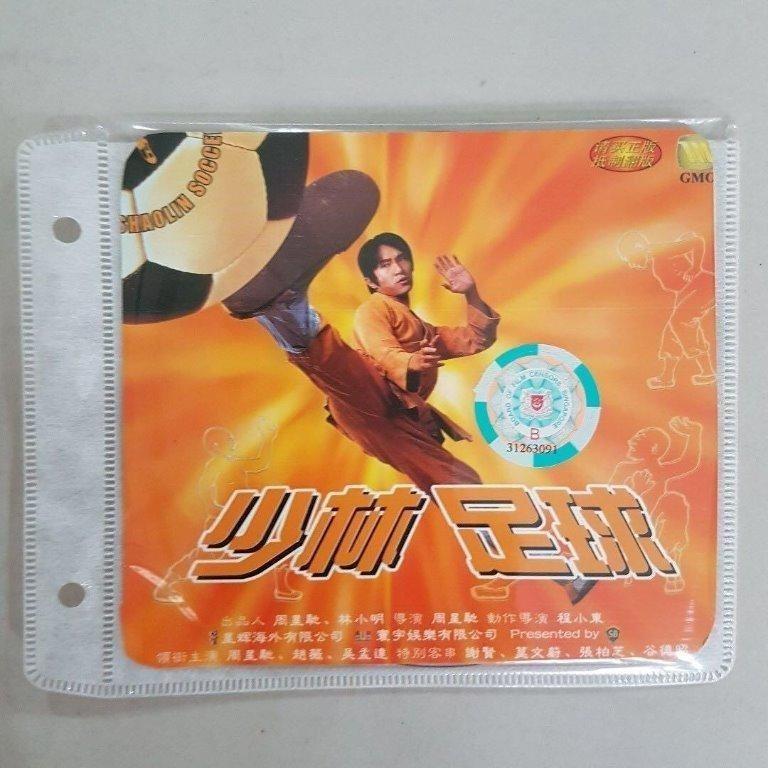 SHAOLIN SOCCER
请买正版
抵制翻版
GMC
BOARD OF FILM CENSORS, SINGAPORE
B
31263091
少林足球
出品人 周星馳、林小明 導演 周星馳 動作導演 程小東
星輝海外有限公司 寰宇娛樂有限公司 Presented by SB
領銜主演 周星馳、趙薇、吳孟達 特別客串 謝賢、莫文蔚、張柏芝、谷德昭